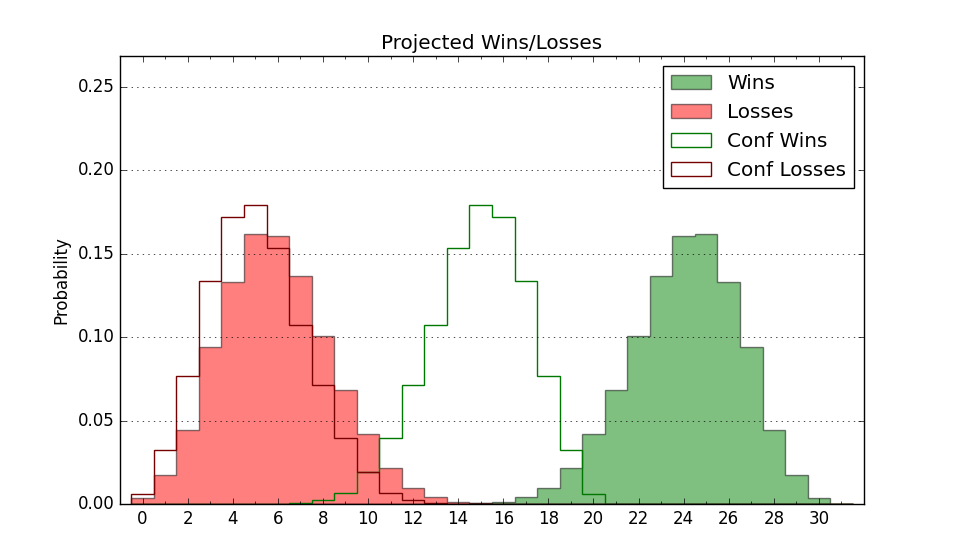 Projected Wins/Losses
Probability
0.25
0.20
0.15
0.10
0.05
0.00
0 2 4 6 8 10 12 14 16 18 20 22 24 26 28 30
Wins
Losses
Conf Wins
Conf Losses